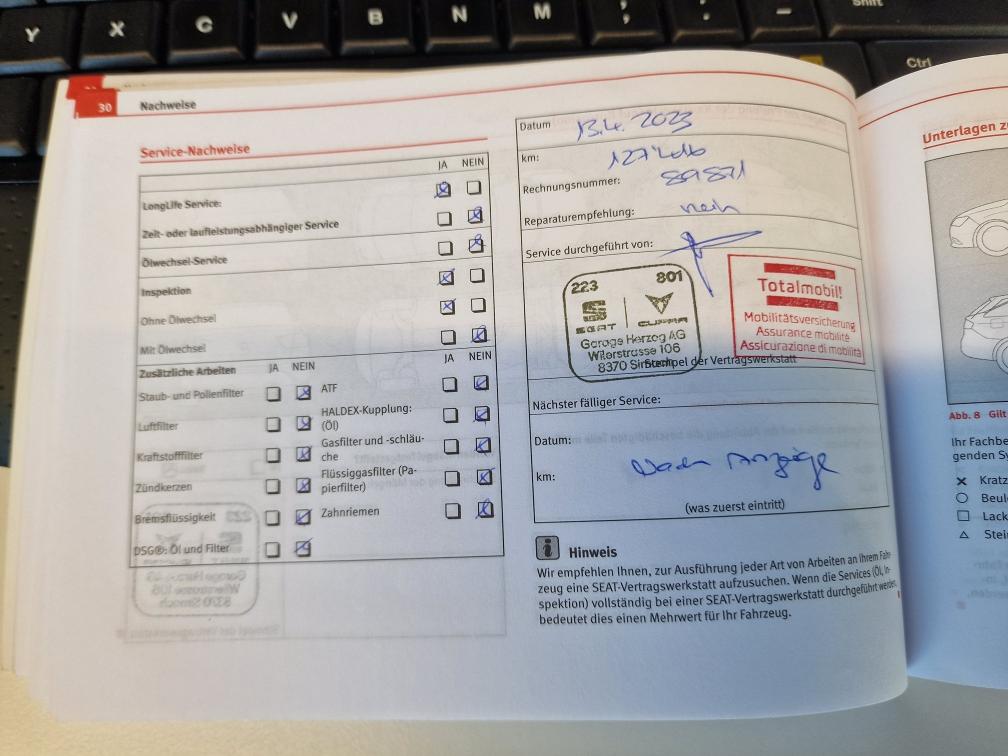 Y X C V B N M ; : _ Shift
Ctrl
30 Nachweise
Service-Nachweise
JA NEIN
LongLife Service:
Zeit- oder laufleistungsabhängiger Service
Ölwechsel-Service
Inspektion
Ohne Ölwechsel
Mit Ölwechsel
Zusätzliche Arbeiten JA NEIN JA NEIN
Staub- und Pollenfilter ATF
Luftfilter HALDEX-Kupplung: (Öl)
Kraftstofffilter Gasfilter und -schläuche
Zündkerzen Flüssiggasfilter (Papierfilter)
Bremsflüssigkeit Zahnriemen
DSG®: Öl und Filter
Datum 13.4. 2023
km:
Rechnungsnummer: 89871
Reparaturempfehlung: nein
Service durchgeführt von:
223 801
SEAT CUPRA
Garage Herzog AG
Wilerstrasse 106
8370 Sirnach
Totalmobil!
Mobilitätsversicherung
Assurance mobilité
Assicurazione di mobilità
Stempel der Vertragswerkstatt
Nächster fälliger Service:
Datum:
km: Nach Anzeige
(was zuerst eintritt)
i Hinweis
Wir empfehlen Ihnen, zur Ausführung jeder Art von Arbeiten an Ihrem Fahr-
zeug eine SEAT-Vertragswerkstatt aufzusuchen. Wenn die Services (Öl, In-
spektion) vollständig bei einer SEAT-Vertragswerkstatt durchgeführt werden,
bedeutet dies einen Mehrwert für Ihr Fahrzeug.
Unterlagen
Abb. 8 Gilt
Ihr Fachbe
genden Sy
Kratz
Beul
Lack
Stei